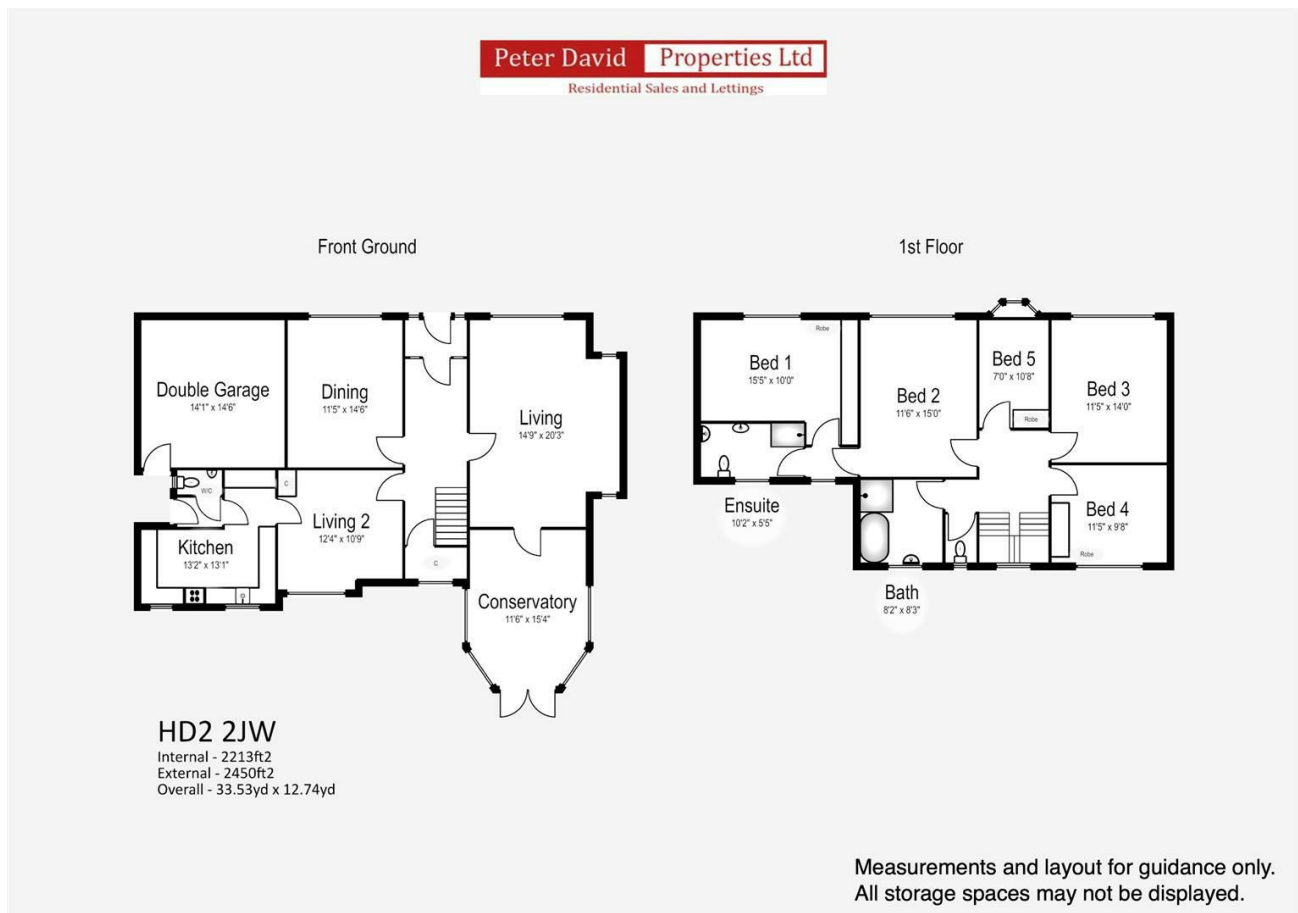 Peter David Properties Ltd
Residential Sales and Lettings
Front Ground
1st Floor
Double Garage
14'1" x 14'6"
Dining
11'5" x 14'6"
Living
14'9" x 20'3"
W/C
C
Living 2
12'4" x 10'9"
Kitchen
13'2" x 13'1"
C
Conservatory
11'6" x 15'4"
Robe
Bed 1
15'5" x 10'0"
Bed 2
11'6" x 15'0"
Bed 5
7'0" x 10'8"
Robe
Bed 3
11'5" x 14'0"
Ensuite
10'2" x 5'5"
Bed 4
11'5" x 9'8"
Robe
Bath
8'2" x 8'3"
HD2 2JW
Internal - 2213ft2
External - 2450ft2
Overall - 33.53yd x 12.74yd
Measurements and layout for guidance only.
All storage spaces may not be displayed.